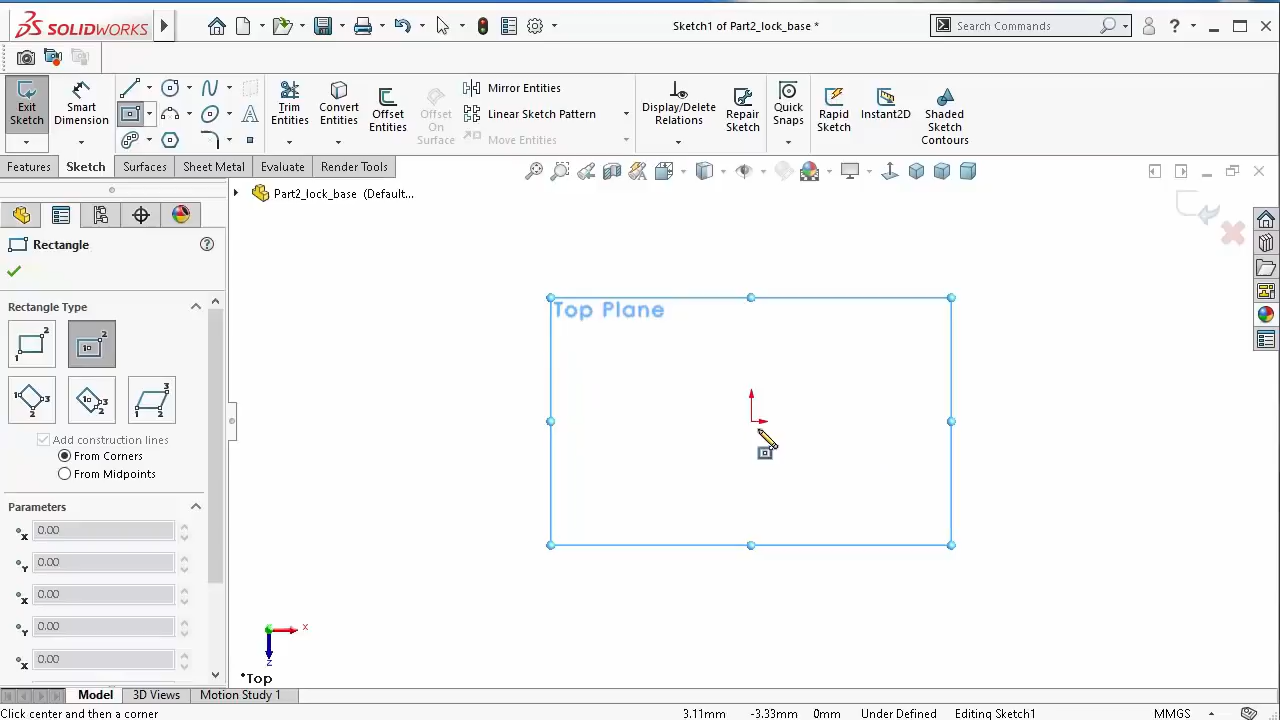 SOLIDWORKS
Sketch1 of Part2_lock_base *
Search Commands
?
Exit Sketch
Smart Dimension
Trim Entities
Convert Entities
Offset Entities
Offset On Surface
Mirror Entities
Linear Sketch Pattern
Move Entities
Display/Delete Relations
Repair Sketch
Quick Snaps
Rapid Sketch
Instant2D
Shaded Sketch Contours
Features
Sketch
Surfaces
Sheet Metal
Evaluate
Render Tools
Part2_lock_base (Default...
Rectangle
?
Rectangle Type
Add construction lines
From Corners
From Midpoints
Parameters
x 0.00
Y 0.00
x 0.00
Y 0.00
x 0.00
Top Plane
x
z
*Top
Model
3D Views
Motion Study 1
Click center and then a corner
3.11mm
-3.33mm
0mm
Under Defined
Editing Sketch1
MMGS